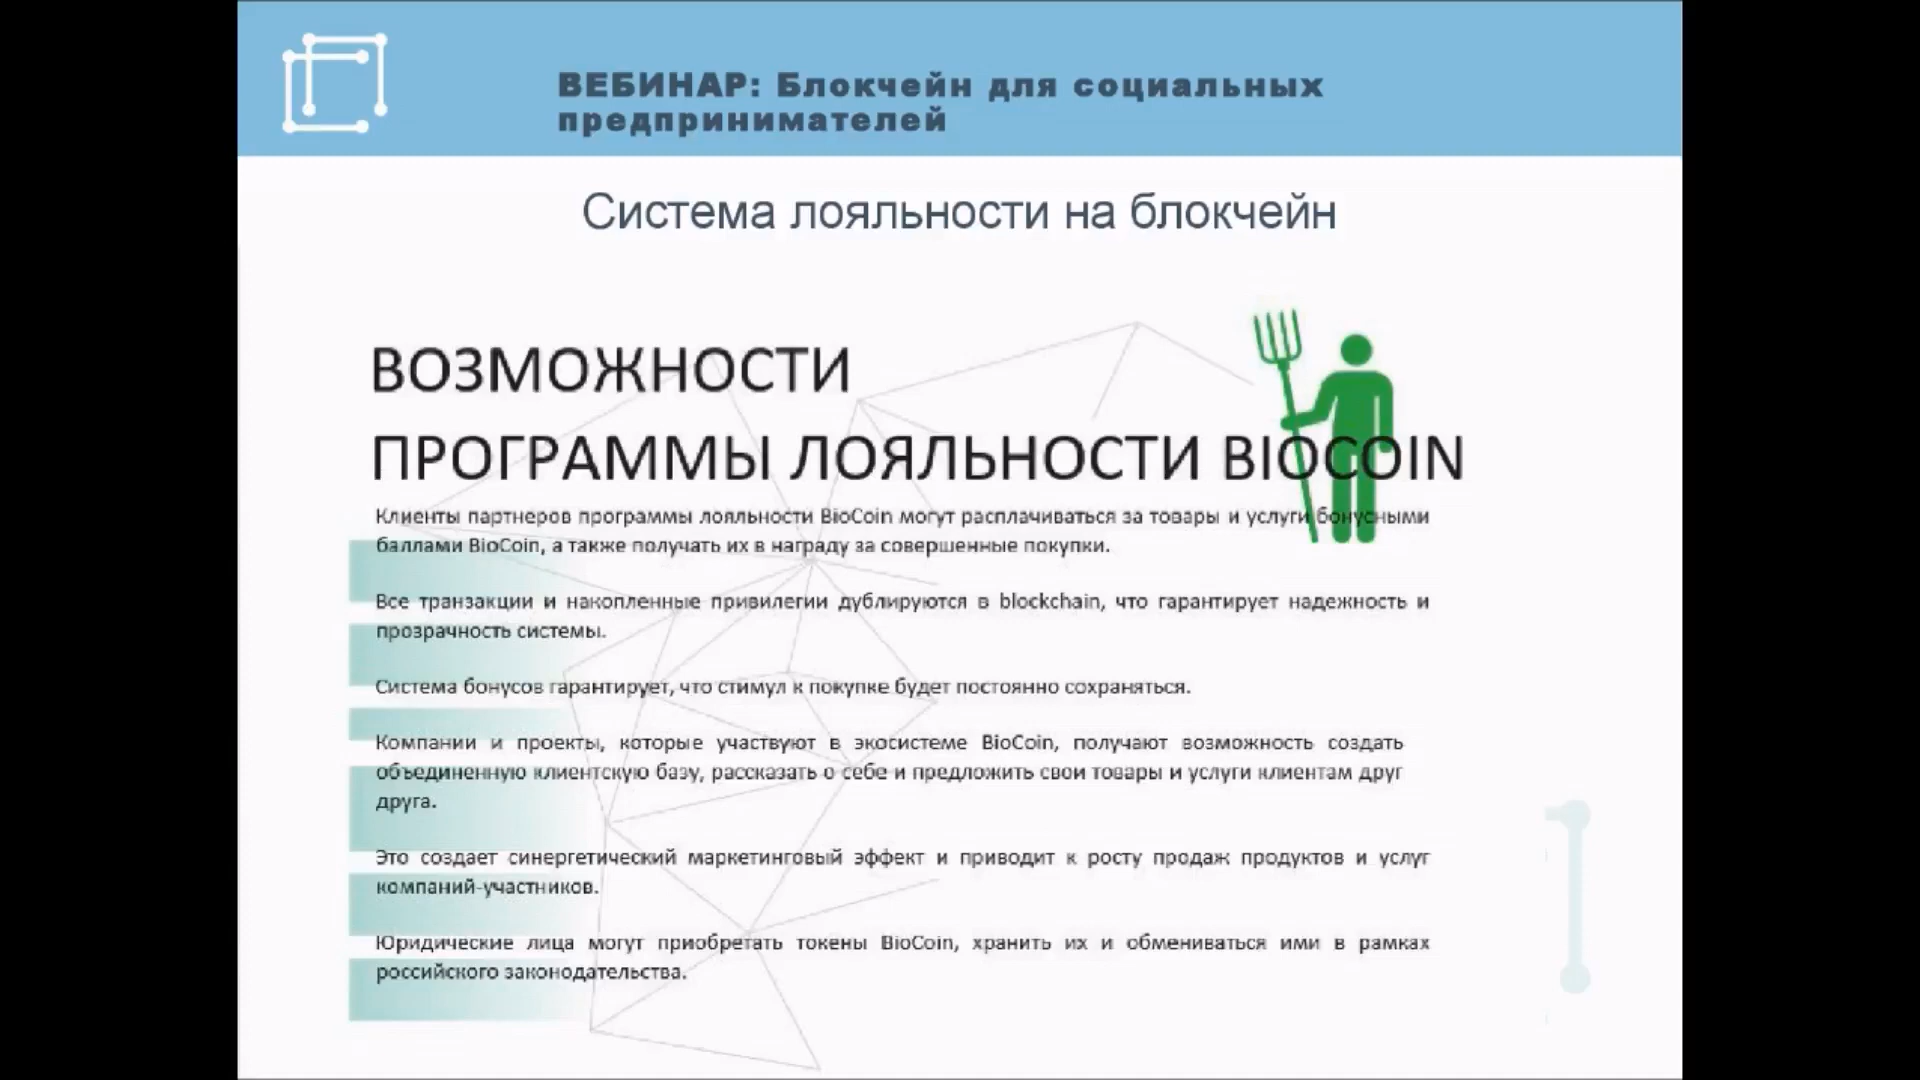 ВЕБИНАР: Блокчейн для социальных
предпринимателей
Система лояльности на блокчейн
ВОЗМОЖНОСТИ
ПРОГРАММЫ ЛОЯЛЬНОСТИ BIOCOIN
Клиенты партнеров программы лояльности BioCoin могут расплачиваться за товары и услуги бонусными
баллами BioCoin, а также получать их в награду за совершенные покупки.
Все транзакции и накопленные привилегии дублируются в blockchain, что гарантирует надежность и
прозрачность системы.
Система бонусов гарантирует, что стимул к покупке будет постоянно сохраняться.
Компании и проекты, которые участвуют в экосистеме BioCoin, получают возможность создать
объединенную клиентскую базу, рассказать о себе и предложить свои товары и услуги клиентам друг
друга.
Это создает синергетический маркетинговый эффект и приводит к росту продаж продуктов и услуг
компаний-участников.
Юридические лица могут приобретать токены BioCoin, хранить их и обмениваться ими в рамках
российского законодательства.